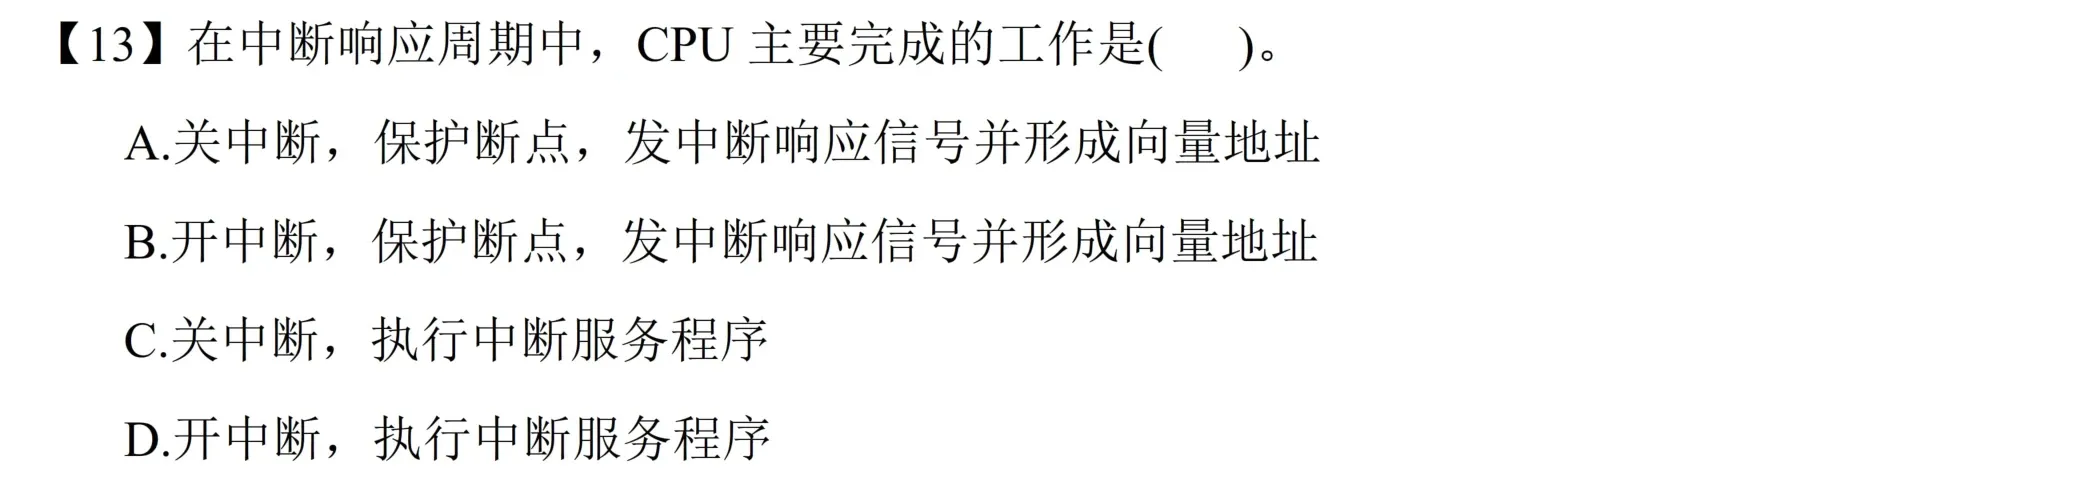 【13】在中断响应周期中，CPU 主要完成的工作是(    )。
A.关中断，保护断点，发中断响应信号并形成向量地址
B.开中断，保护断点，发中断响应信号并形成向量地址
C.关中断，执行中断服务程序
D.开中断，执行中断服务程序